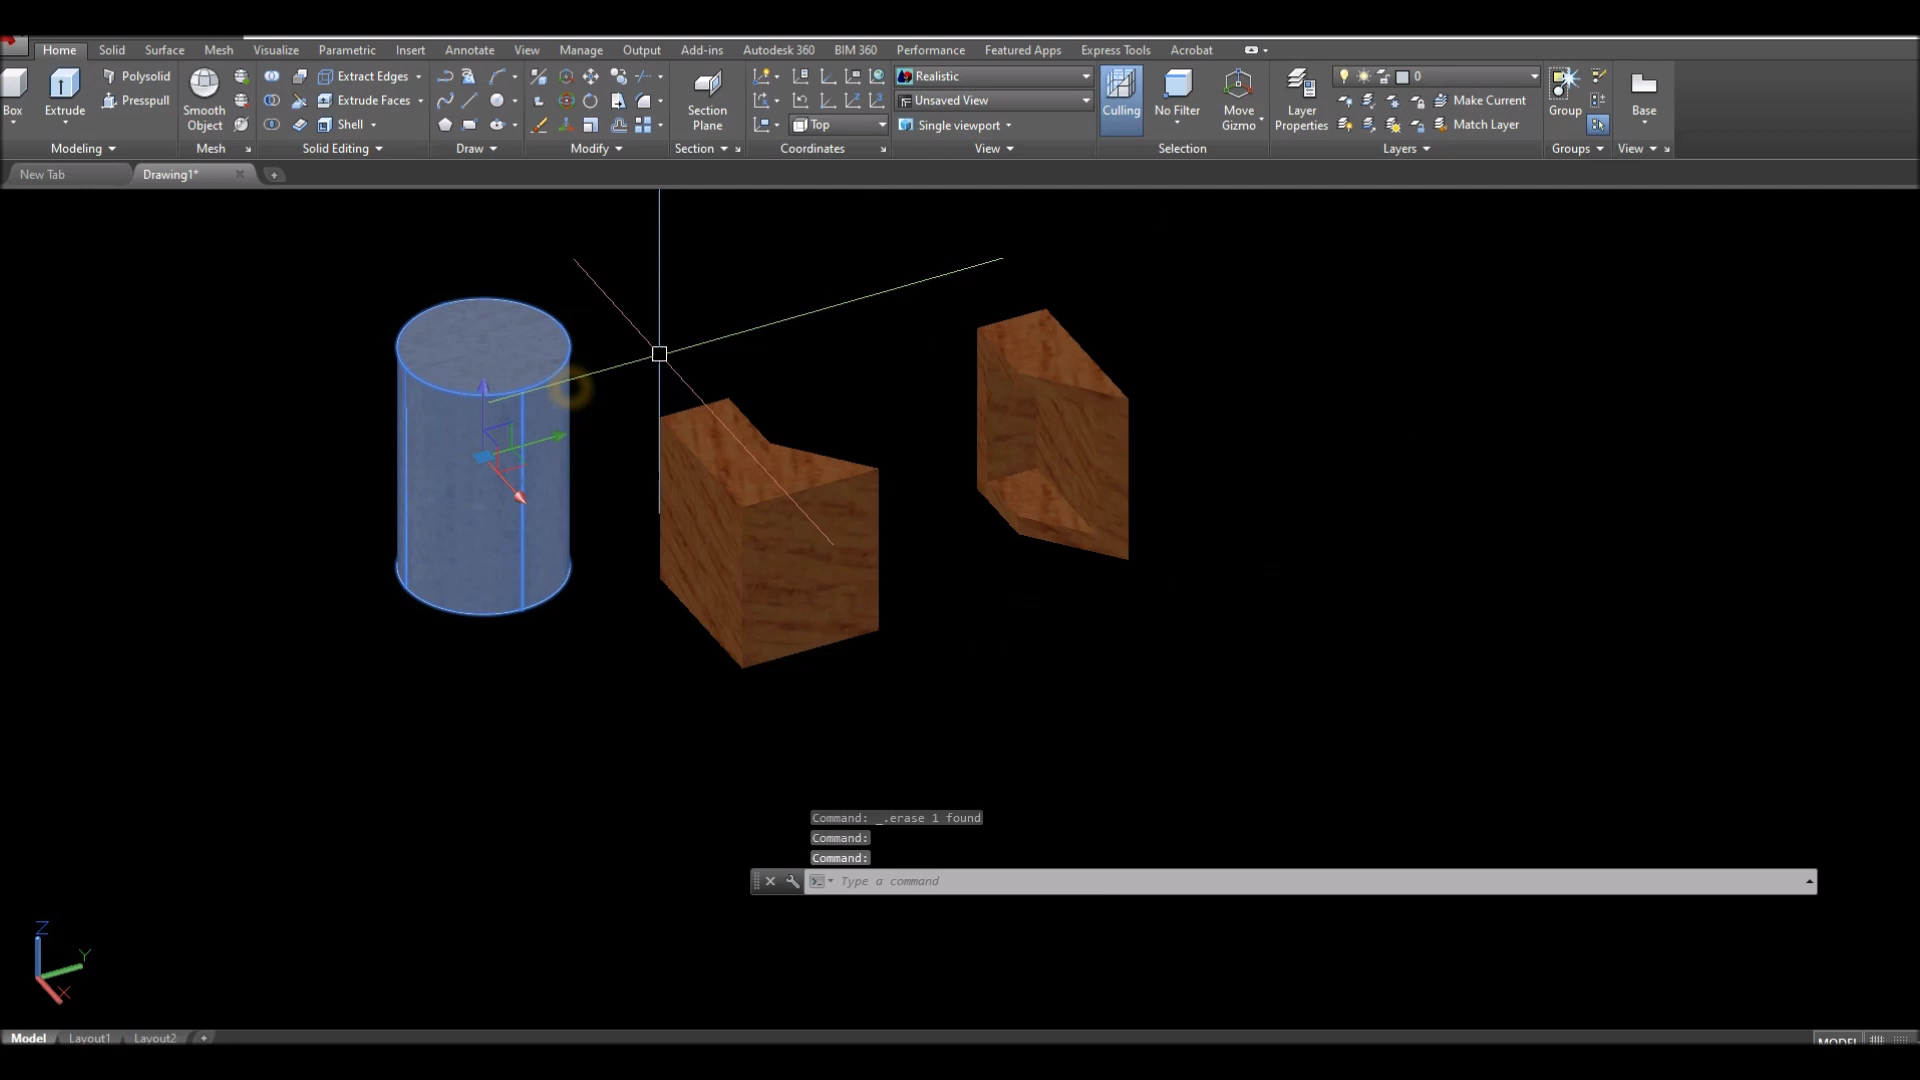 Home Solid Surface Mesh Visualize Parametric Insert Annotate View Manage Output Add-ins Autodesk 360 BIM 360 Performance Featured Apps Express Tools Acrobat
Box
Extrude
Polysolid
Presspull
Modeling
Smooth
Object
Mesh
Extract Edges
Extrude Faces
Shell
Solid Editing
Draw
Modify
Section
Plane
Section
Top
Coordinates
Realistic
Unsaved View
Single viewport
View
Culling
No Filter
Move
Gizmo
Selection
Layer
Properties
0
Make Current
Match Layer
Layers
Group
Groups
Base
View
New Tab
Drawing1*
Command: _.erase 1 found
Command:
Command:
Type a command
Z
Y
X
Model Layout1 Layout2
MODEL